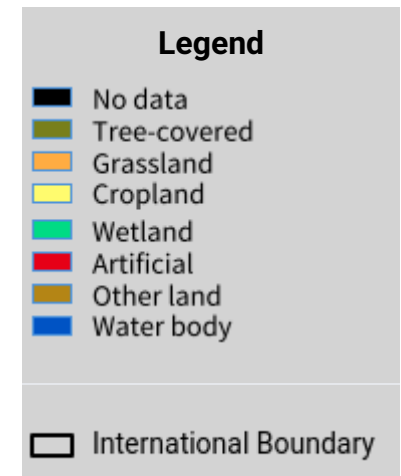 Legend
No data
Tree-covered
Grassland
Cropland
Wetland
Artificial
Other land
Water body
International Boundary